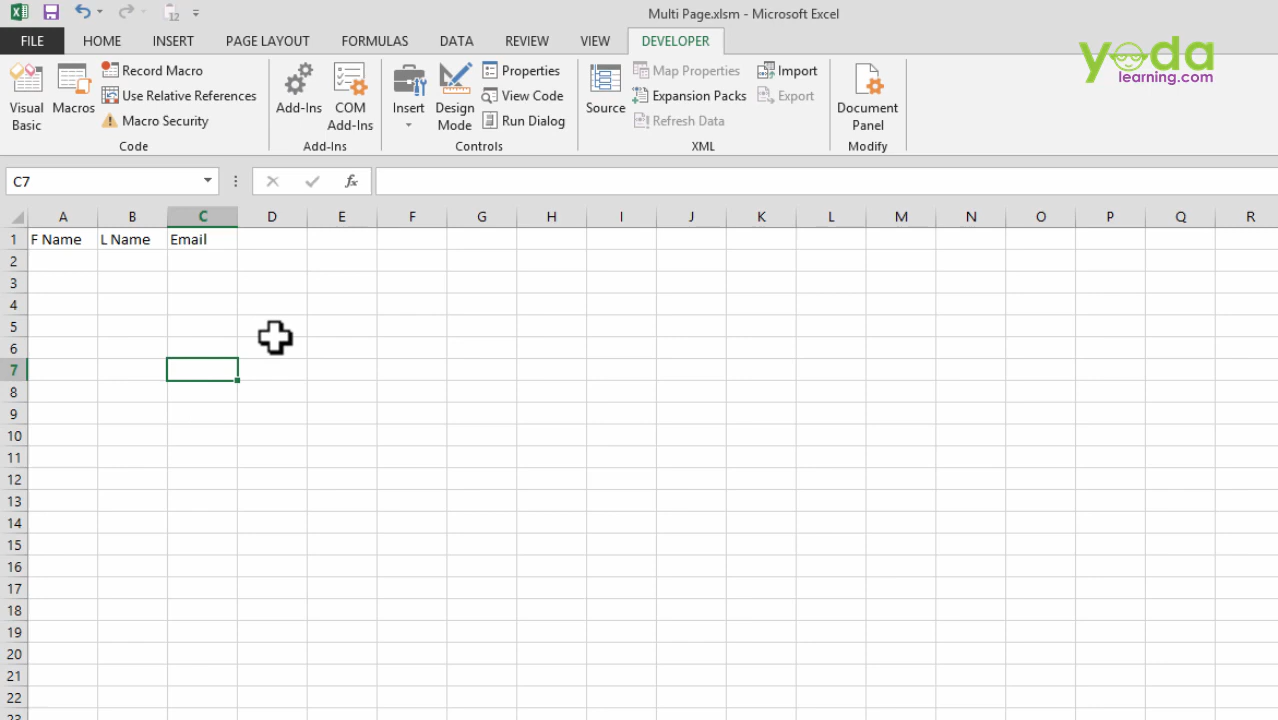 12
Multi Page.xlsm - Microsoft Excel
FILE HOME INSERT PAGE LAYOUT FORMULAS DATA REVIEW VIEW DEVELOPER
yoda
learning.com
Visual Basic
Macros
Record Macro
Use Relative References
Macro Security
Code
Add-Ins
COM Add-Ins
Add-Ins
Insert
Design Mode
Properties
View Code
Run Dialog
Controls
Source
Map Properties
Expansion Packs
Refresh Data
Import
Export
XML
Document Panel
Modify
C7 fx
A B C D E F G H I J K L M N O P Q R
1 F Name L Name Email
2
3
4
5
6
7
8
9
10
11
12
13
14
15
16
17
18
19
20
21
22
23